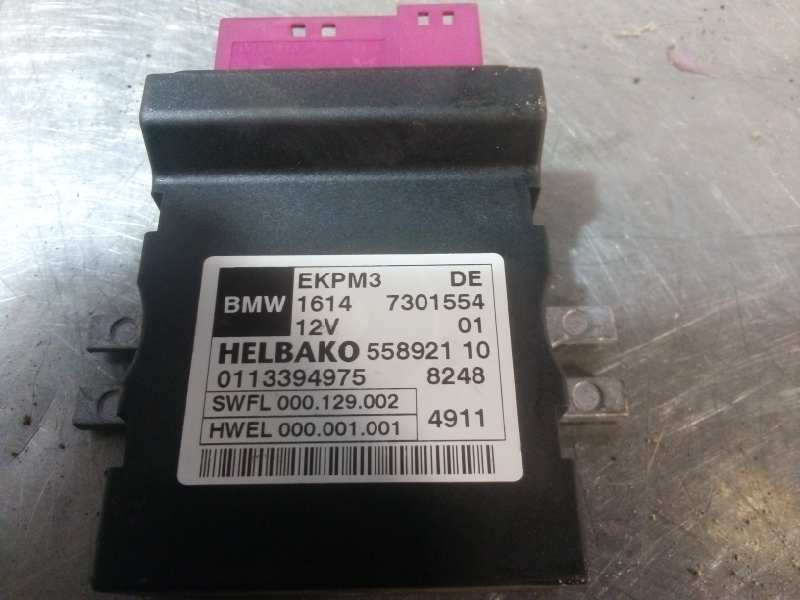 EKPM3 DE
BMW 1614 7301554
12V 01
HELBAKO 558921 10
0113394975 8248
SWFL 000.129.002
HWEL 000.001.001 4911